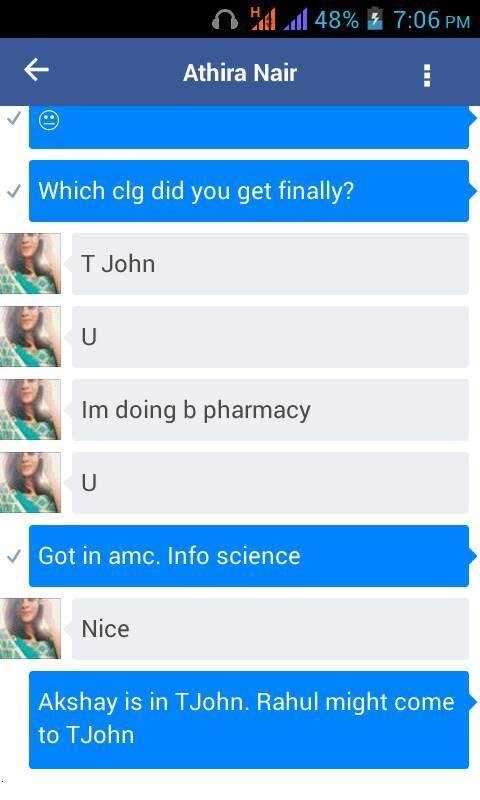 H 48% 7:06 PM
Athira Nair
Which clg did you get finally?
T John
U
Im doing b pharmacy
U
Got in amc. Info science
Nice
Akshay is in TJohn. Rahul might come
to TJohn